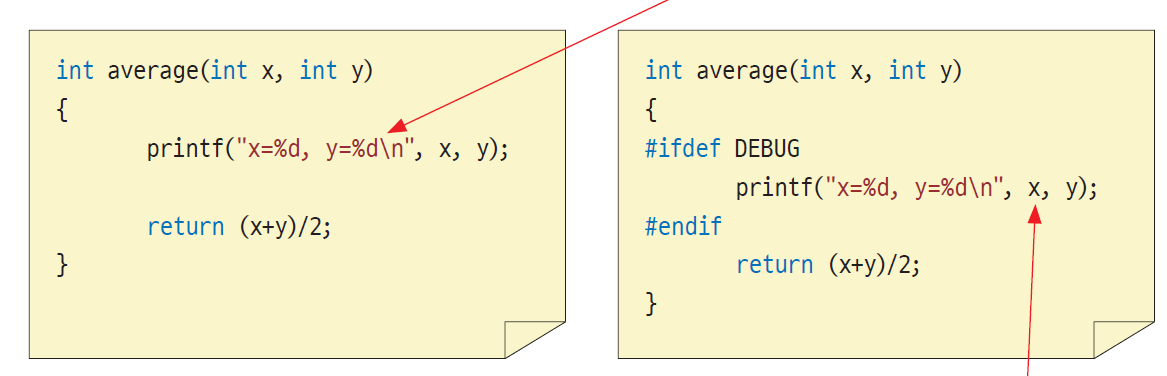 int average(int x, int y)
{
printf("x=%d, y=%d\n", x, y);
return (x+y)/2;
}
int average(int x, int y)
{
#ifdef DEBUG
printf("x=%d, y=%d\n", x, y);
#endif
return (x+y)/2;
}